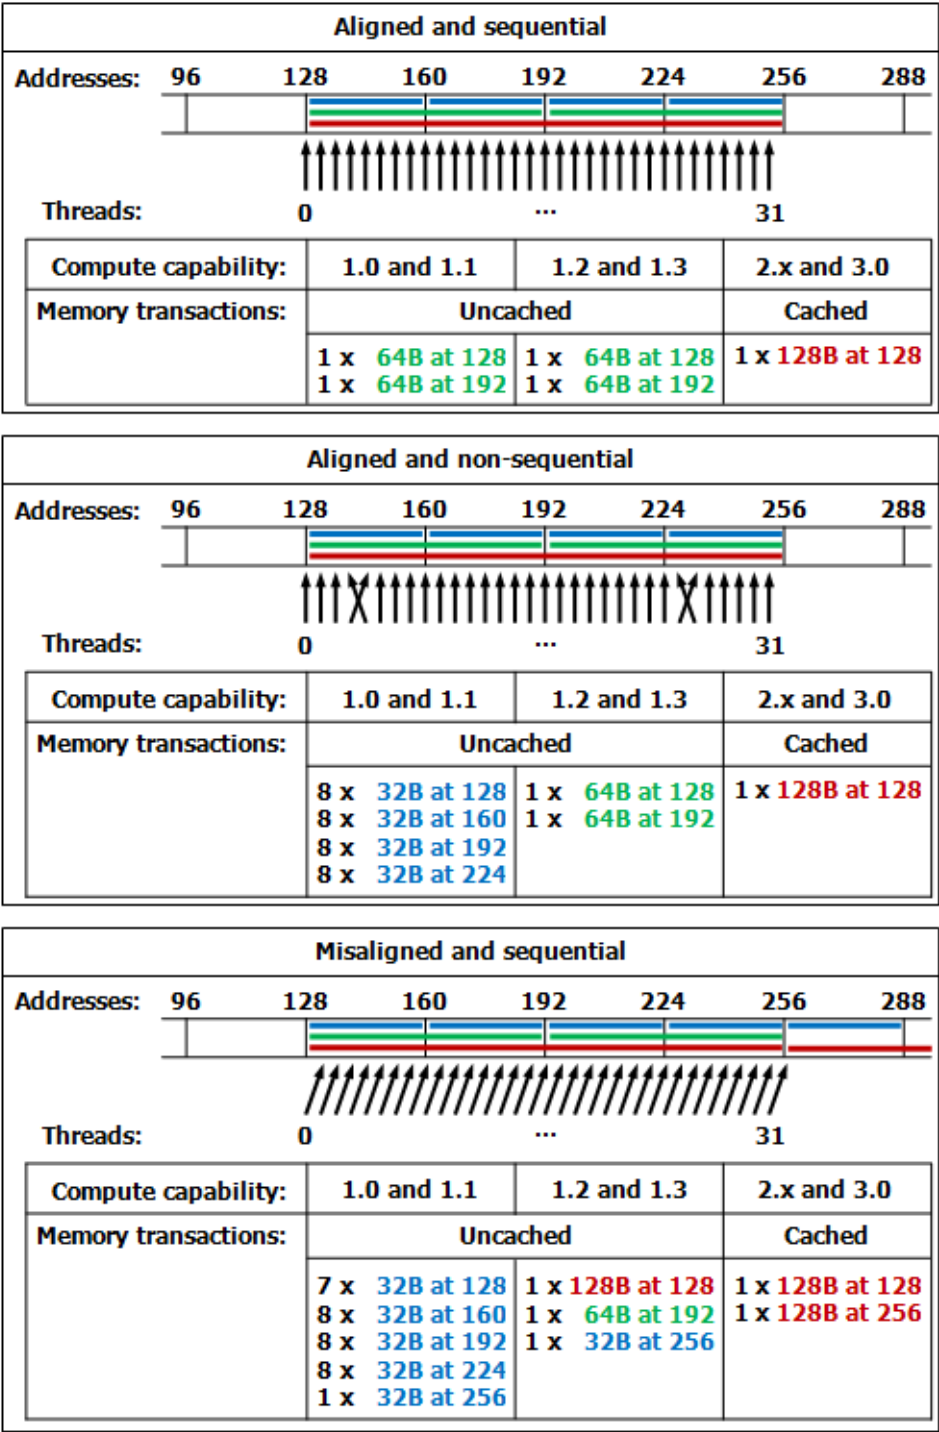 Aligned and sequential
Addresses: 96 128 160 192 224 256 288
Threads: 0 ... 31
Compute capability: 1.0 and 1.1 1.2 and 1.3 2.x and 3.0
Memory transactions: Uncached Cached
1 x 64B at 128 1 x 64B at 128 1 x 128B at 128
1 x 64B at 192 1 x 64B at 192
Aligned and non-sequential
Addresses: 96 128 160 192 224 256 288
Threads: 0 ... 31
Compute capability: 1.0 and 1.1 1.2 and 1.3 2.x and 3.0
Memory transactions: Uncached Cached
8 x 32B at 128 1 x 64B at 128 1 x 128B at 128
8 x 32B at 160 1 x 64B at 192
8 x 32B at 192
8 x 32B at 224
Misaligned and sequential
Addresses: 96 128 160 192 224 256 288
Threads: 0 ... 31
Compute capability: 1.0 and 1.1 1.2 and 1.3 2.x and 3.0
Memory transactions: Uncached Cached
7 x 32B at 128 1 x 128B at 128 1 x 128B at 128
8 x 32B at 160 1 x 64B at 192 1 x 128B at 256
8 x 32B at 192 1 x 32B at 256
8 x 32B at 224
1 x 32B at 256